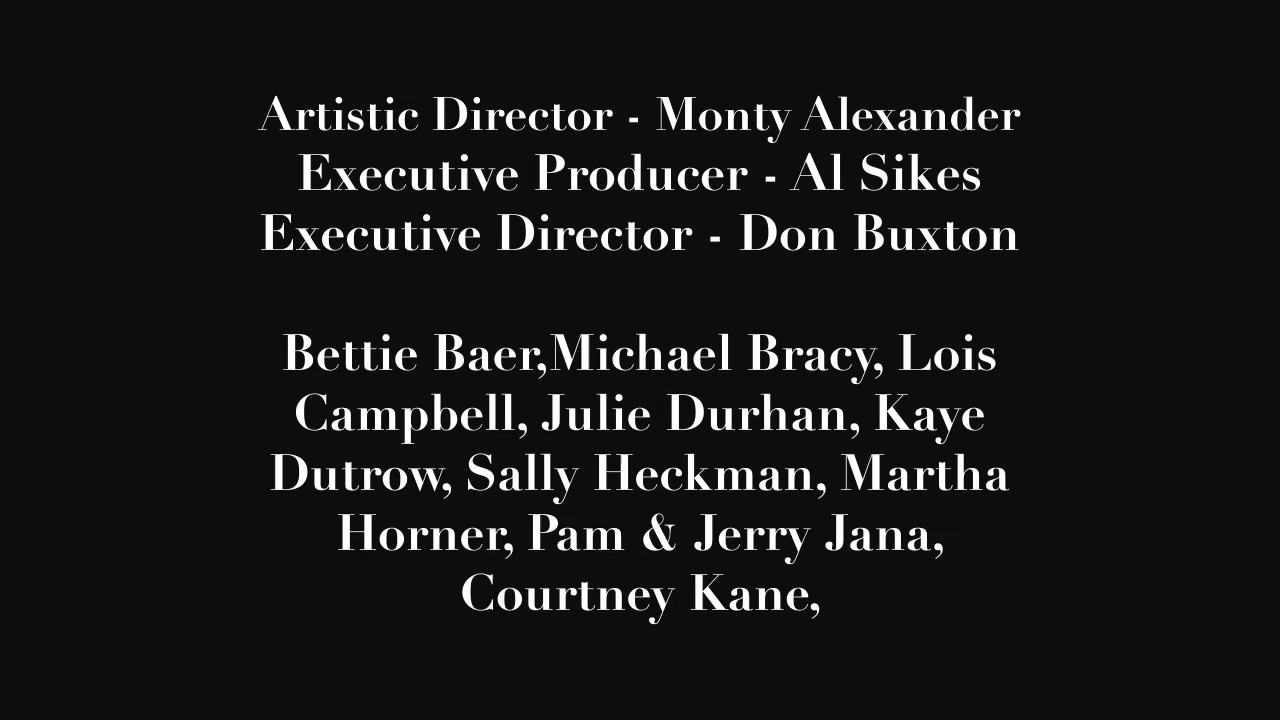 Artistic Director - Monty Alexander
Executive Producer - Al Sikes
Executive Director - Don Buxton
Bettie Baer,Michael Bracy, Lois
Campbell, Julie Durhan, Kaye
Dutrow, Sally Heckman, Martha
Horner, Pam & Jerry Jana,
Courtney Kane,